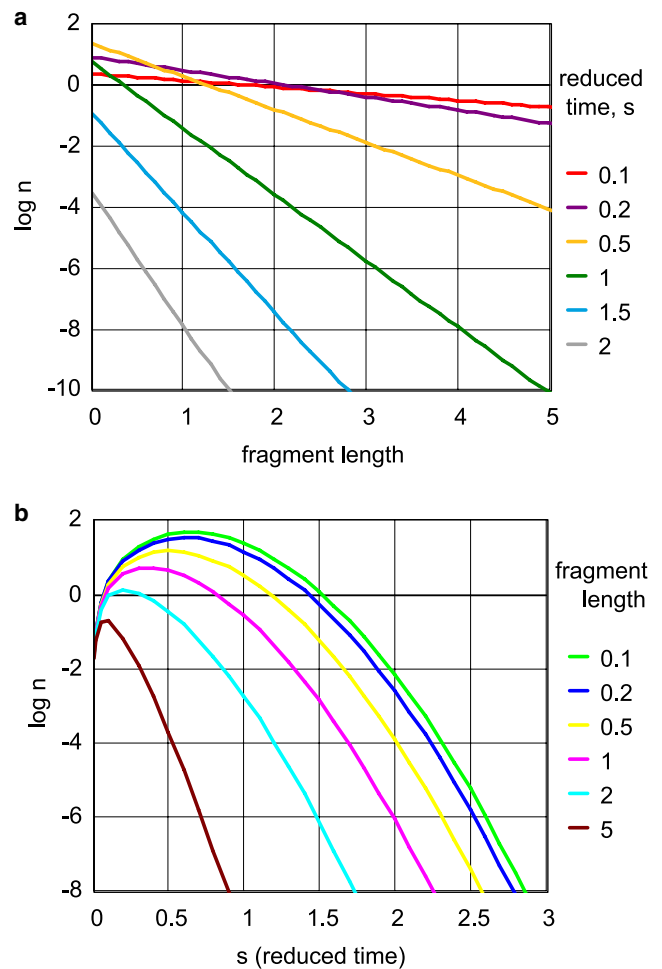 a
log n
2
0
-2
-4
-6
-8
-10
0 1 2 3 4 5
fragment length
reduced
time, s
0.1
0.2
0.5
1
1.5
2
b
log n
2
0
-2
-4
-6
-8
0 0.5 1 1.5 2 2.5 3
s (reduced time)
fragment
length
0.1
0.2
0.5
1
2
5